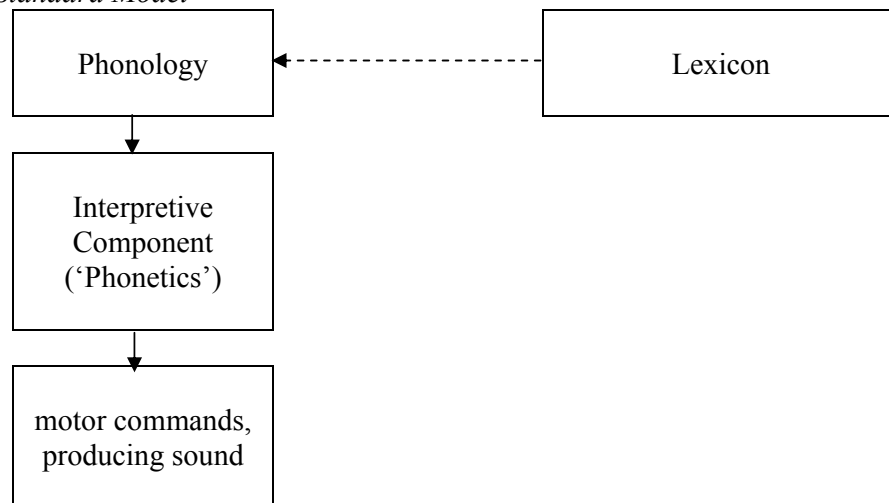 Standard Model
Phonology
Lexicon
Interpretive
Component
(‘Phonetics’)
motor commands,
producing sound